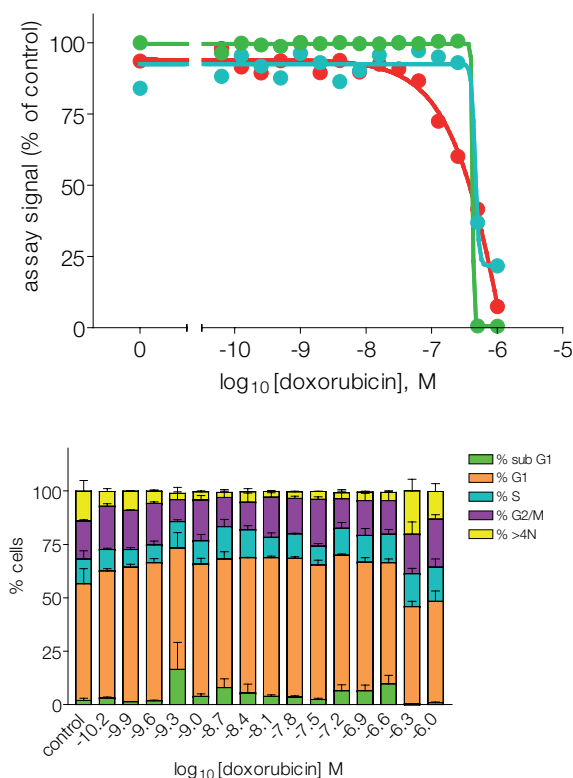 100
75
50
25
0
assay signal (% of control)
0 -10 -9 -8 -7 -6 -5
log10 [doxorubicin], M
100
75
50
25
0
% cells
% sub G1
% G1
% S
% G2/M
% >4N
control -10.2 -9.9 -9.6 -9.3 -9.0 -8.7 -8.4 -8.1 -7.8 -7.5 -7.2 -6.9 -6.6 -6.3 -6.0
log10 [doxorubicin] M